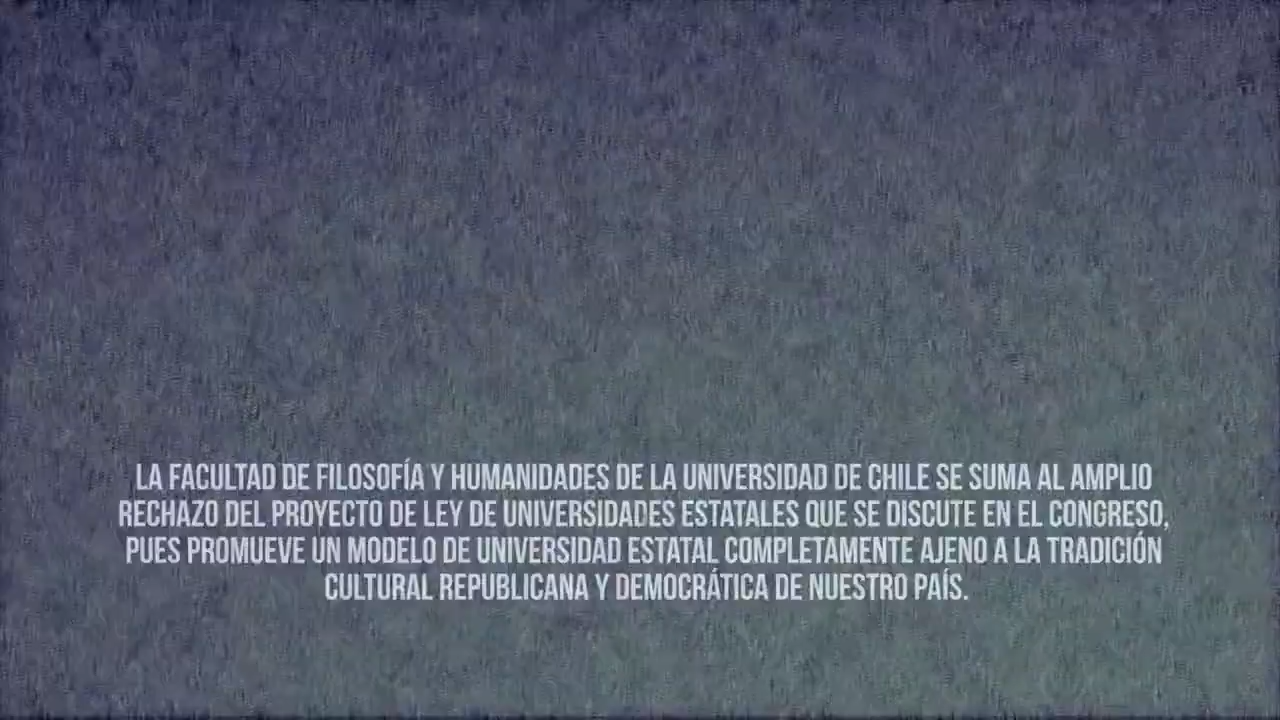 LA FACULTAD DE FILOSOFÍA Y HUMANIDADES DE LA UNIVERSIDAD DE CHILE SE SUMA AL AMPLIO
RECHAZO DEL PROYECTO DE LEY DE UNIVERSIDADES ESTATALES QUE SE DISCUTE EN EL CONGRESO,
PUES PROMUEVE UN MODELO DE UNIVERSIDAD ESTATAL COMPLETAMENTE AJENO A LA TRADICIÓN
CULTURAL REPUBLICANA Y DEMOCRÁTICA DE NUESTRO PAÍS.